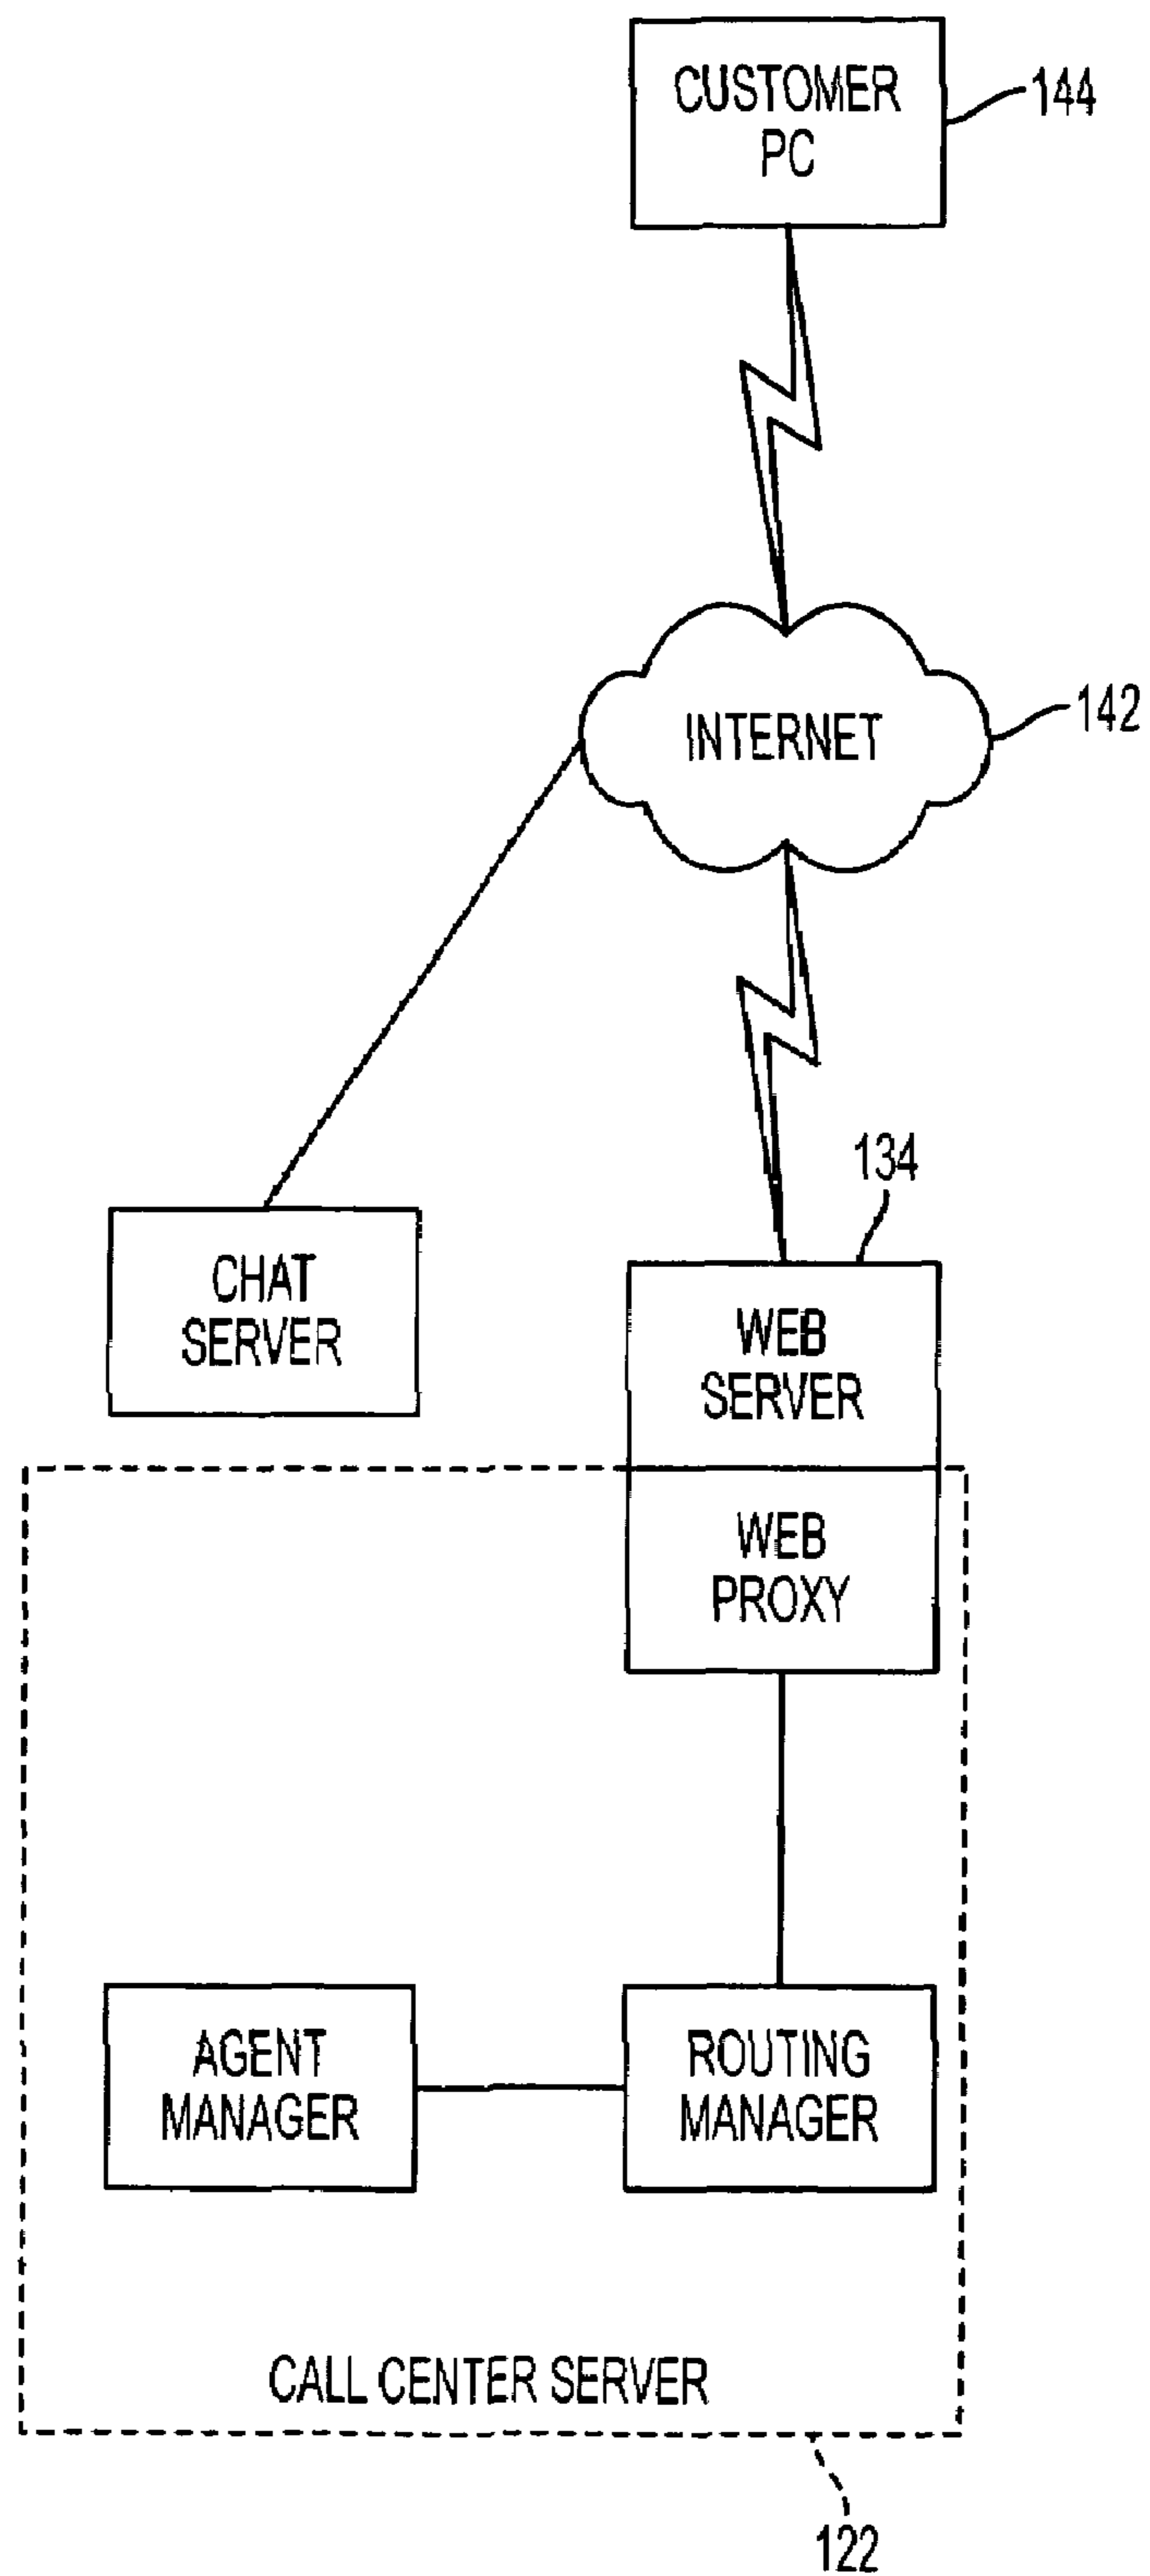 CUSTOMER
PC
144
INTERNET
142
134
CHAT
SERVER
WEB
SERVER
WEB
PROXY
AGENT
MANAGER
ROUTING
MANAGER
CALL CENTER SERVER
122